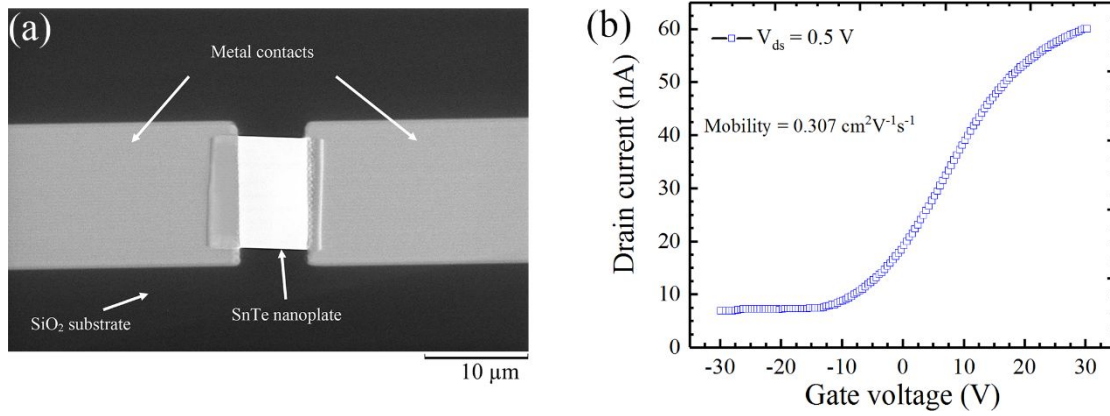 (a)
Metal contacts
SiO₂ substrate
SnTe nanoplate
10 µm
(b)
V_ds = 0.5 V
Mobility = 0.307 cm²V⁻¹s⁻¹
Drain current (nA)
60
50
40
30
20
10
0
-30 -20 -10 0 10 20 30
Gate voltage (V)